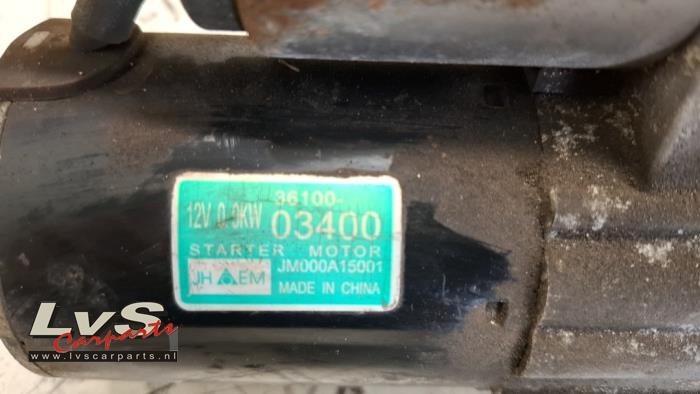 36100-
12V 0.9KW 03400
STARTER MOTOR
JH EM JM000A15001
MADE IN CHINA
LvS
Carparts
www.lvscarparts.nl